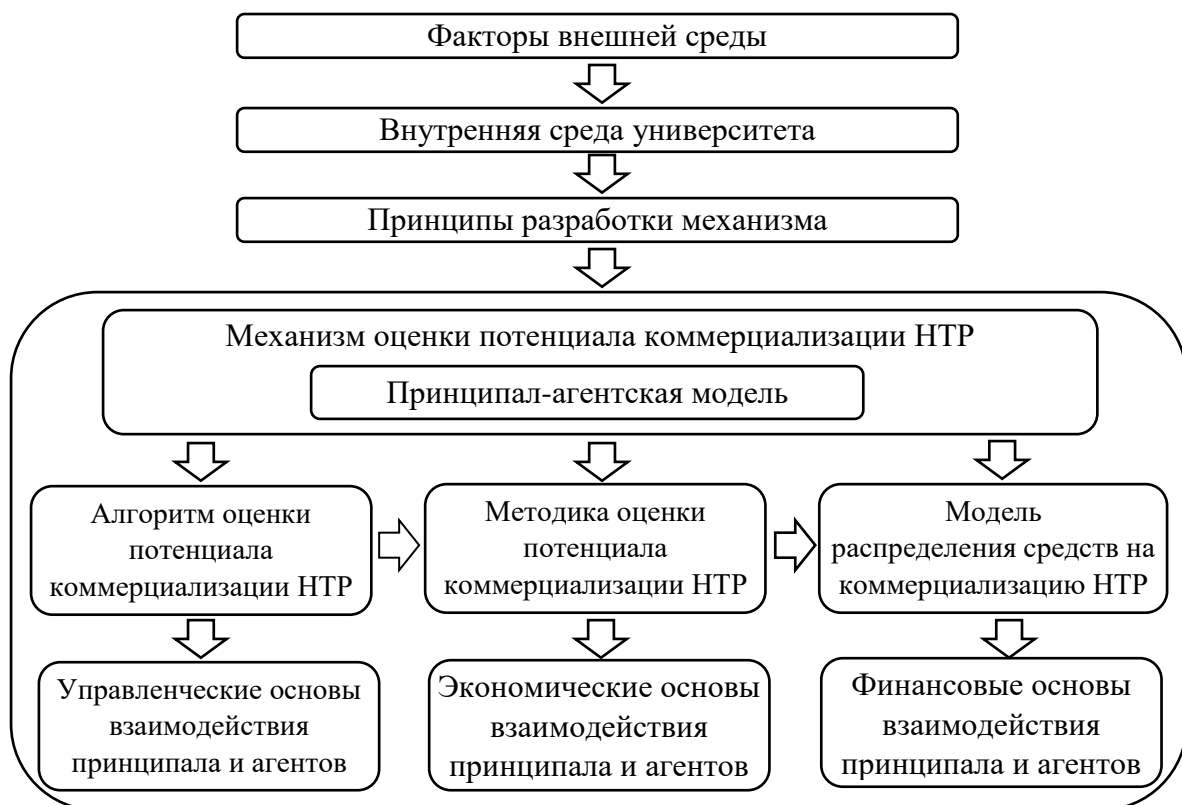 Факторы внешней среды
Внутренняя среда университета
Принципы разработки механизма
Механизм оценки потенциала коммерциализации НТР
Принципал-агентская модель
Алгоритм оценки
потенциала
коммерциализации НТР
Методика оценки
потенциала
коммерциализации НТР
Модель
распределения средств на
коммерциализацию НТР
Управленческие основы
взаимодействия
принципала и агентов
Экономические основы
взаимодействия
принципала и агентов
Финансовые основы
взаимодействия
принципала и агентов